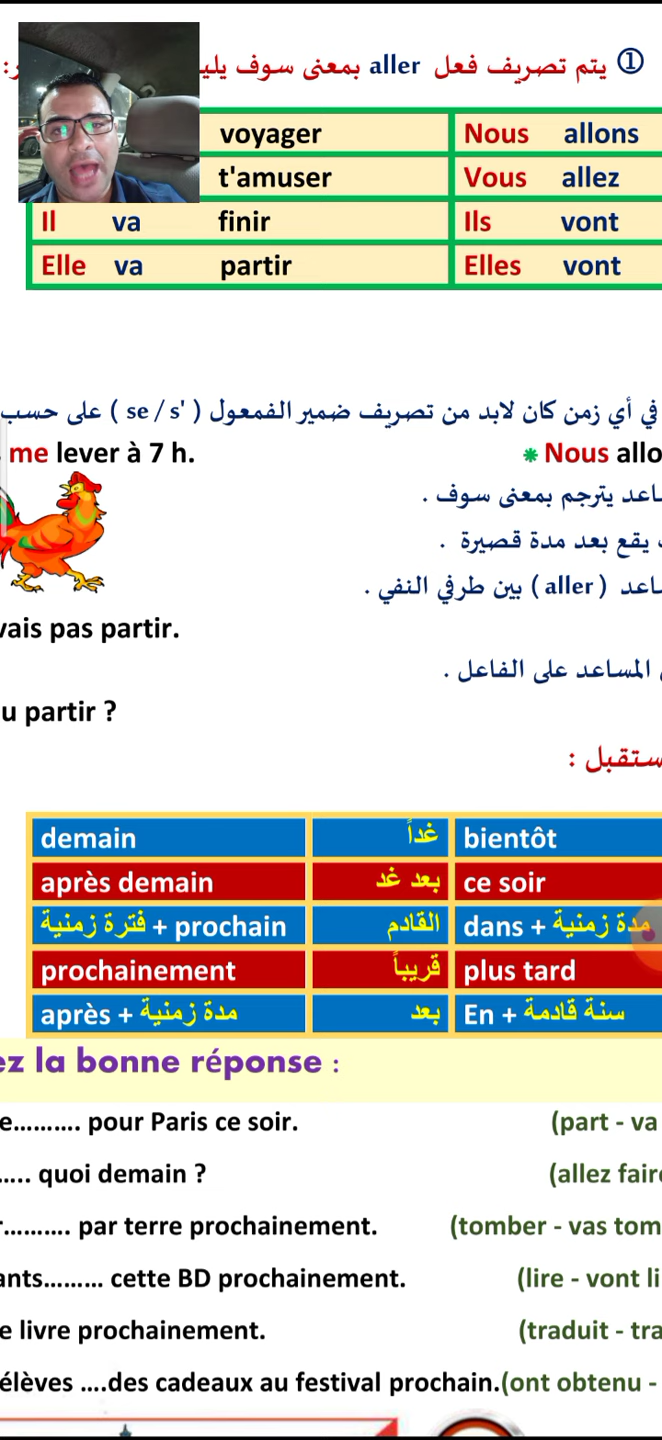 ① يتم تصريف فعل aller بمعنى سوف يليـ ر:
voyager Nous allons
t'amuser Vous allez
Il va finir Ils vont
Elle va partir Elles vont
في أي زمن كان لابد من تصريف ضمير الفمعول ( se / s' ) على حسب
me lever à 7 h. * Nous allo
ساعد يترجم بمعنى سوف .
يقع بعد مدة قصيرة .
ساعد ( aller ) بين طرفي النفي .
vais pas partir.
المساعد على الفاعل .
u partir ?
ستقبل :
demain غداً bientôt
après demain بعد غد ce soir
فترة زمنية + prochain القادم dans + مدة زمنية
prochainement قريباً plus tard
après + مدة زمنية بعد En + سنة قادمة
ez la bonne réponse :
e.......... pour Paris ce soir. (part - va
..... quoi demain ? (allez faire
r.......... par terre prochainement. (tomber - vas tom
ants......... cette BD prochainement. (lire - vont li
e livre prochainement. (traduit - tra
élèves ....des cadeaux au festival prochain.(ont obtenu -